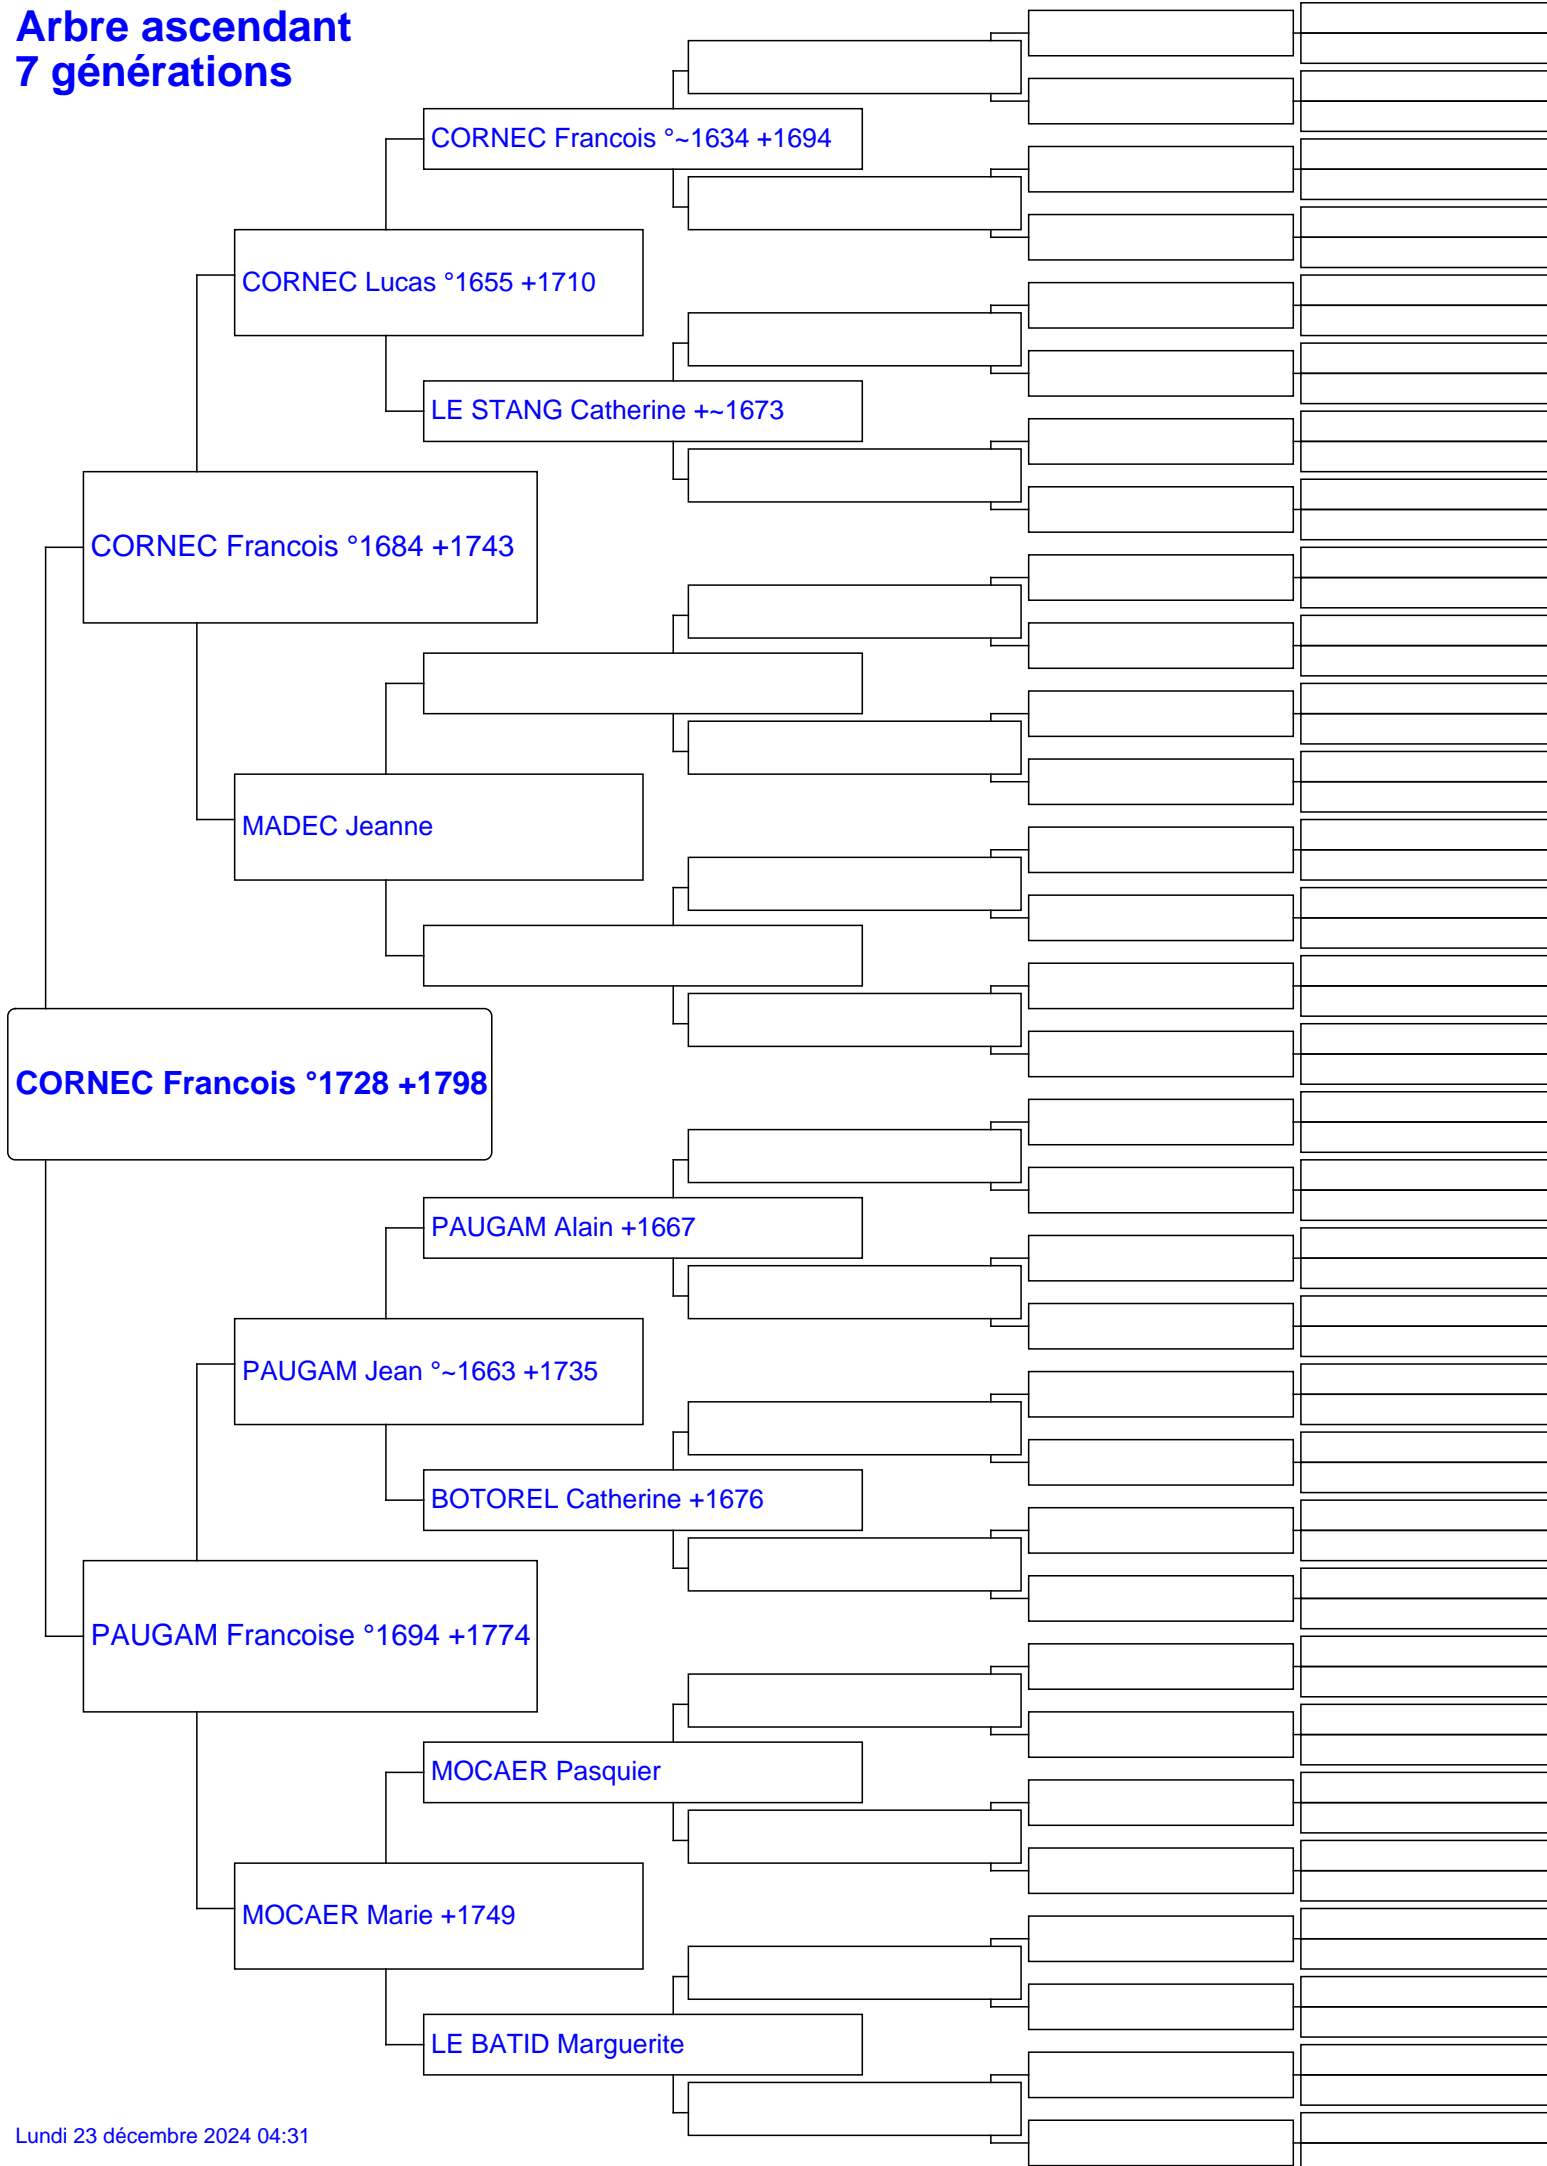 Arbre ascendant
7 générations
CORNEC Francois °~1634 +1694
CORNEC Lucas °1655 +1710
LE STANG Catherine +~1673
CORNEC Francois °1684 +1743
MADEC Jeanne
CORNEC Francois °1728 +1798
PAUGAM Alain +1667
PAUGAM Jean °~1663 +1735
BOTOREL Catherine +1676
PAUGAM Francoise °1694 +1774
MOCAER Pasquier
MOCAER Marie +1749
LE BATID Marguerite
Lundi 23 décembre 2024 04:31